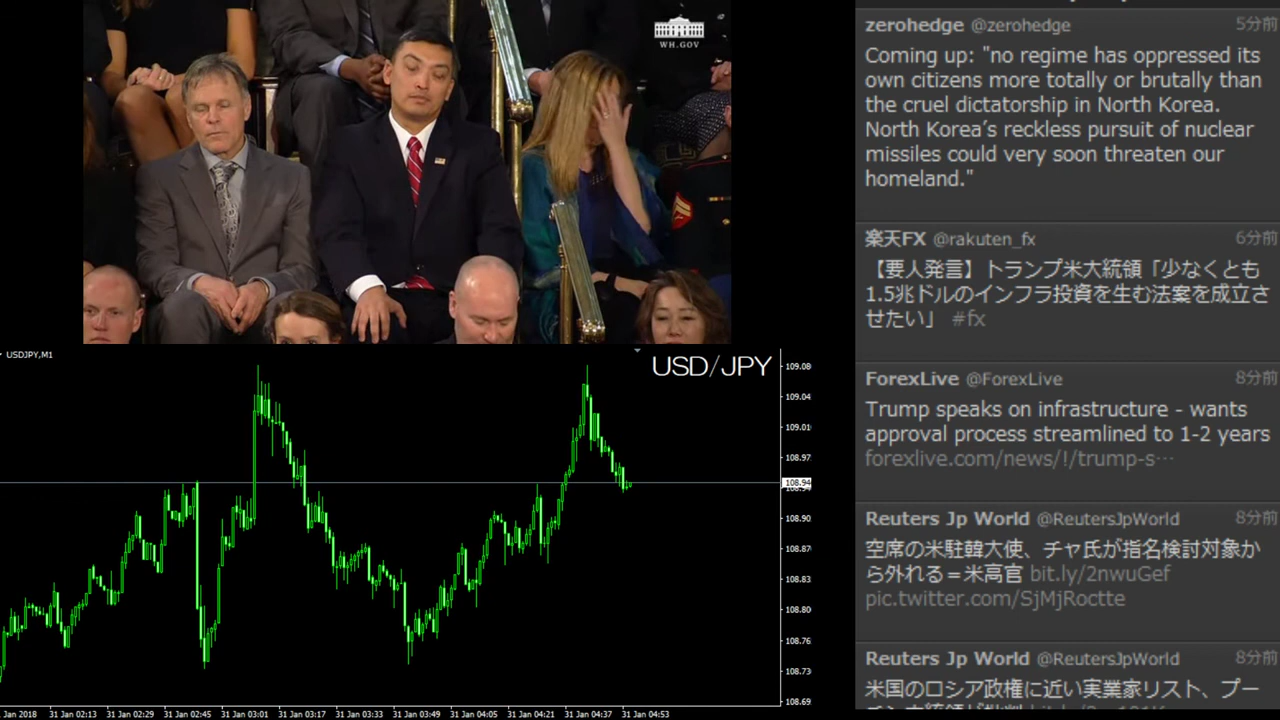 WH.GOV
USDJPY,M1
USD/JPY
109.08
109.04
109.01
108.97
108.94
108.90
108.87
108.83
108.80
108.76
108.73
108.69
Jan 2018
31 Jan 02:13
31 Jan 02:29
31 Jan 02:45
31 Jan 03:01
31 Jan 03:17
31 Jan 03:33
31 Jan 03:49
31 Jan 04:05
31 Jan 04:21
31 Jan 04:37
31 Jan 04:53
zerohedge @zerohedge 5分前
Coming up: "no regime has oppressed its
own citizens more totally or brutally than
the cruel dictatorship in North Korea.
North Korea's reckless pursuit of nuclear
missiles could very soon threaten our
homeland."
楽天FX @rakuten_fx 6分前
【要人発言】トランプ米大統領「少なくとも
1.5兆ドルのインフラ投資を生む法案を成立さ
せたい」 #fx
ForexLive @ForexLive 8分前
Trump speaks on infrastructure - wants
approval process streamlined to 1-2 years
forexlive.com/news/!/trump-s…
Reuters Jp World @ReutersJpWorld 8分前
空席の米駐韓大使、チャ氏が指名検討対象か
ら外れる＝米高官 bit.ly/2nwuGef
pic.twitter.com/SjMjRoctte
Reuters Jp World @ReutersJpWorld 8分前
米国のロシア政権に近い実業家リスト、プー